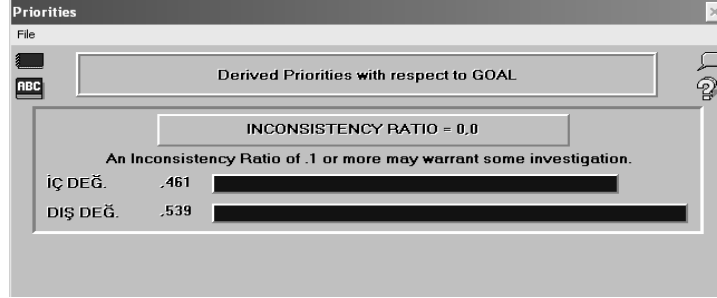 Priorities
File
ABC
Derived Priorities with respect to GOAL
INCONSISTENCY RATIO = 0,0
An Inconsistency Ratio of .1 or more may warrant some investigation.
İÇ DEĞ. ,461
DIŞ DEĞ. ,539